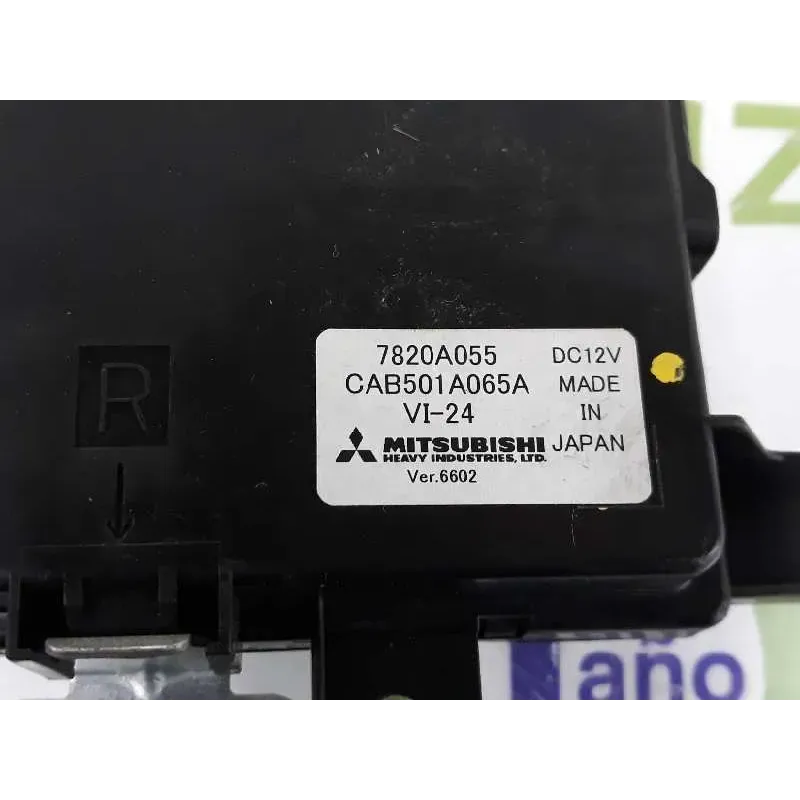 Z
R
7820A055 DC12V
CAB501A065A MADE
VI-24 IN
MITSUBISHI JAPAN
HEAVY INDUSTRIES, LTD.
Ver.6602
año